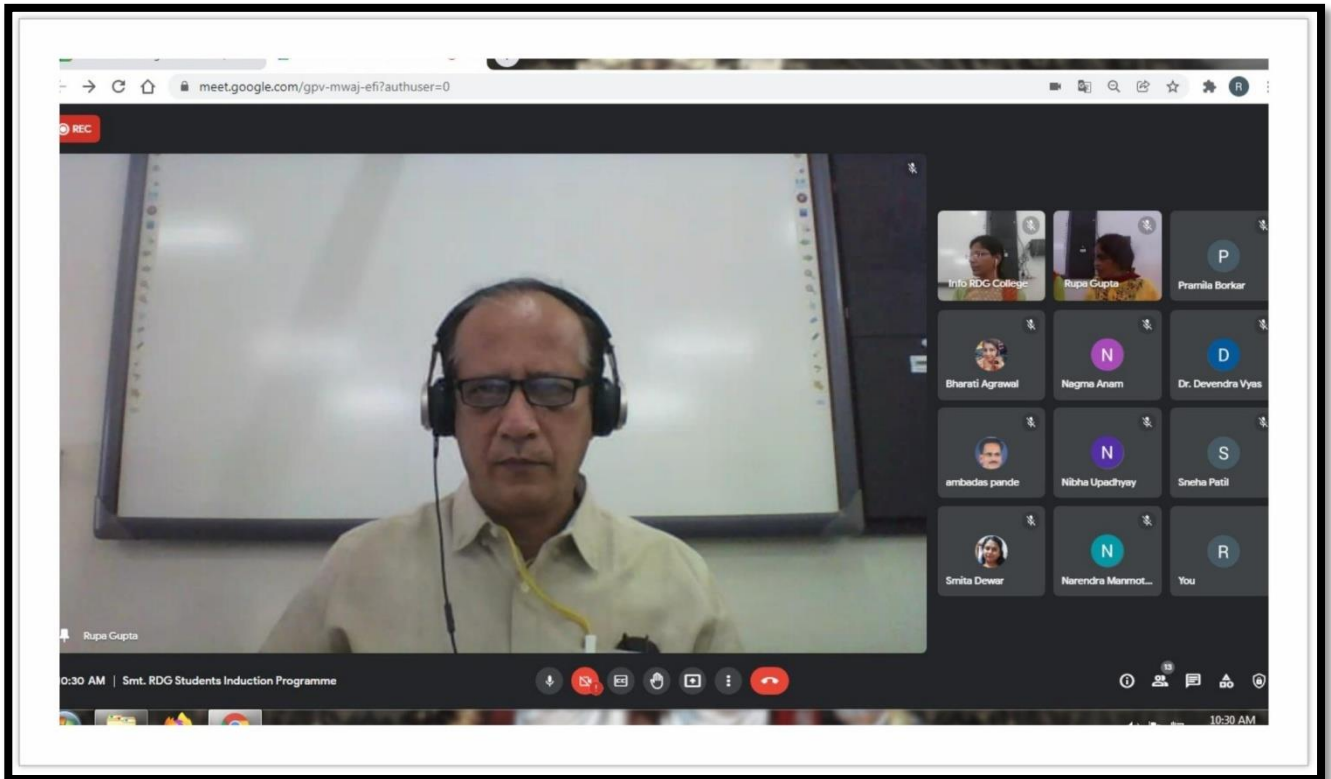 meet.google.com/gpv-mwaj-efi?authuser=0
R
REC
Info RDG College
Rupa Gupta
P
Pramila Borkar
Bharati Agrawal
N
Nagma Anam
D
Dr. Devendra Vyas
ambadas pande
N
Nibha Upadhyay
S
Sneha Patil
Smita Dewar
N
Narendra Manmot...
R
You
Rupa Gupta
0:30 AM | Smt. RDG Students Induction Programme
CC
13
10:30 AM